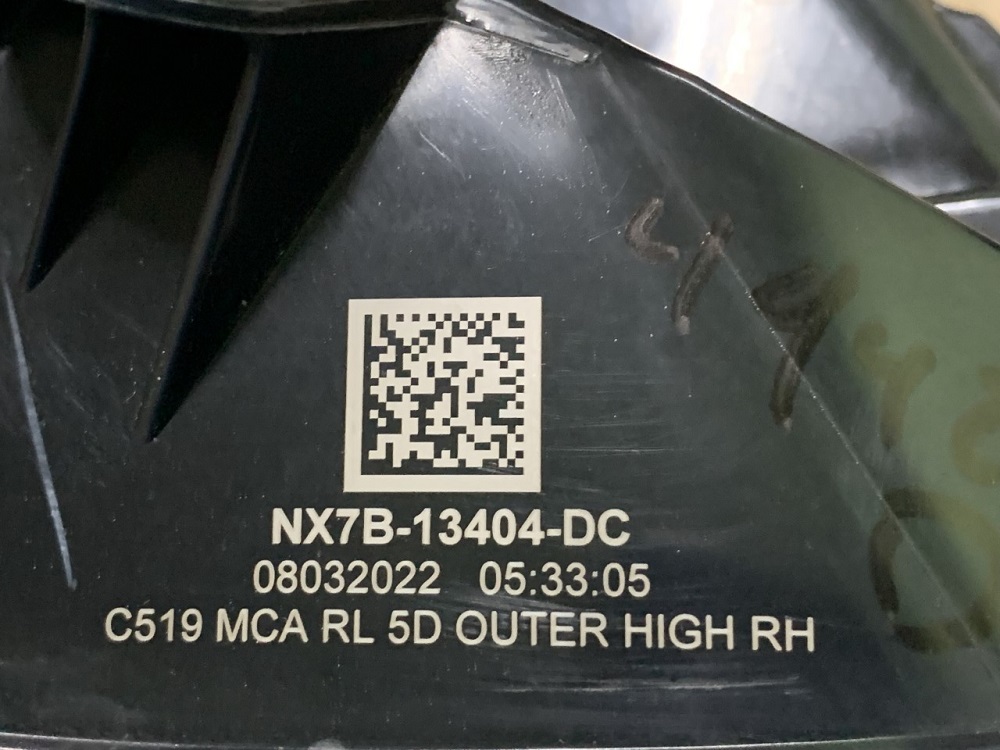 NX7B-13404-DC
08032022 05:33:05
C519 MCA RL 5D OUTER HIGH RH